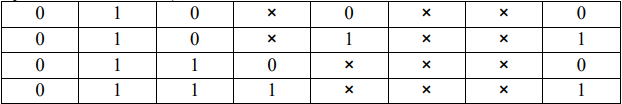 0 1 0 × 0 × × 0
0 1 0 × 1 × × 1
0 1 1 0 × × × 0
0 1 1 1 × × × 1